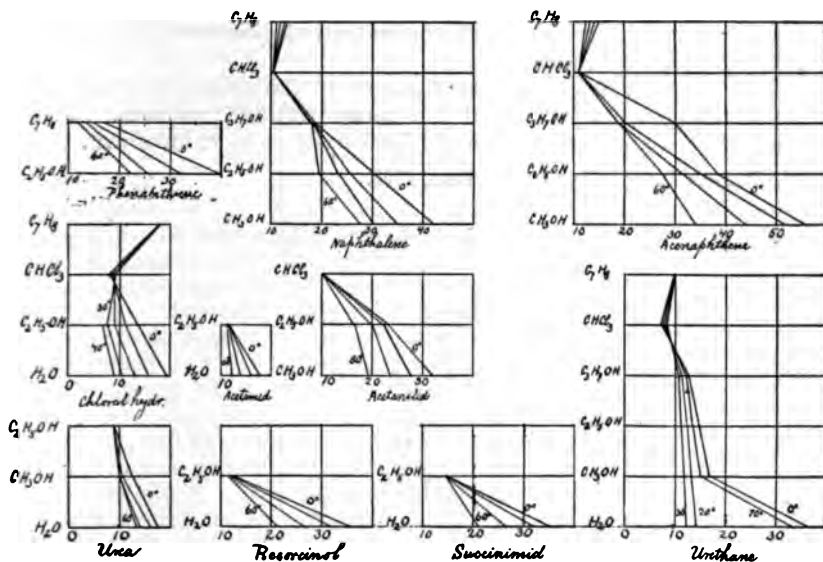 C7H8
CHCl3
C3H7OH
C2H5OH
CH3OH
0°
60°
10 20 30 40
Naphthalene
C7H8
CHCl3
C3H7OH
C2H5OH
CH3OH
0°
60°
10 20 30 40 50
Acenaphthene
C7H8
C2H5OH
60° 0°
10 20 30
Phenanthrene
C7H8
CHCl3
C2H5OH
H2O
0°
0 10
Chloral hydr.
C2H5OH
H2O
0°
10
Acetamid
CHCl3
C2H5OH
CH3OH
0°
10 20 30
Acetanilid
C7H8
CHCl3
C3H7OH
C2H5OH
CH3OH
H2O
20° 0°
0 10 20 30
Urethane
C2H5OH
CH3OH
H2O
0°
0 10
Urea
C2H5OH
H2O
60° 0°
10 20 30
Resorcinol
C2H5OH
H2O
60° 0°
10 20 30
Succinimid